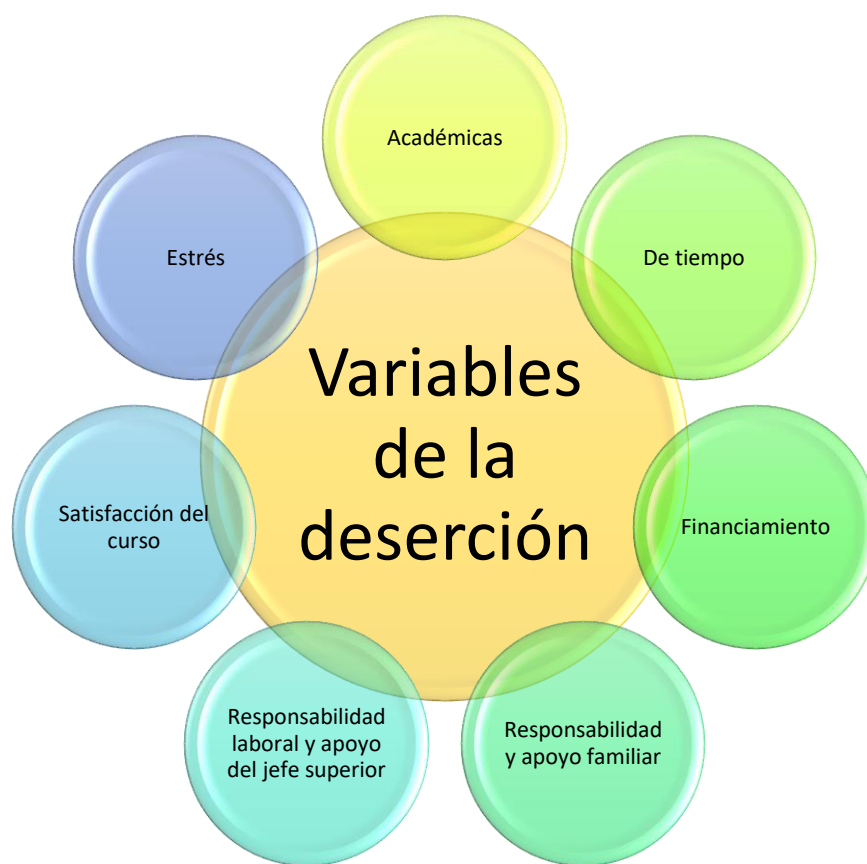 Académicas
De tiempo
Financiamiento
Responsabilidad
y apoyo familiar
Responsabilidad
laboral y apoyo
del jefe superior
Satisfacción del
curso
Estrés
Variables
de la
deserción